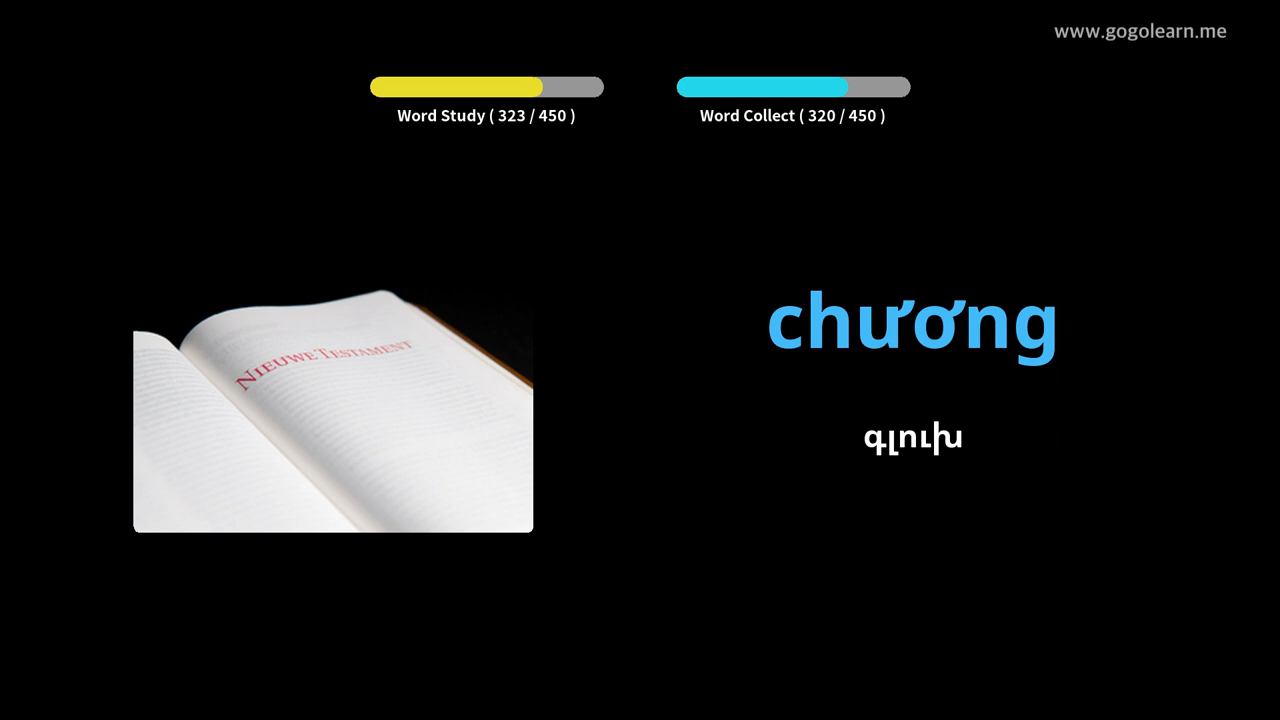 www.gogolearn.me
Word Study ( 323 / 450 )
Word Collect ( 320 / 450 )
NIEUWE TESTAMENT
chương
գլուխ